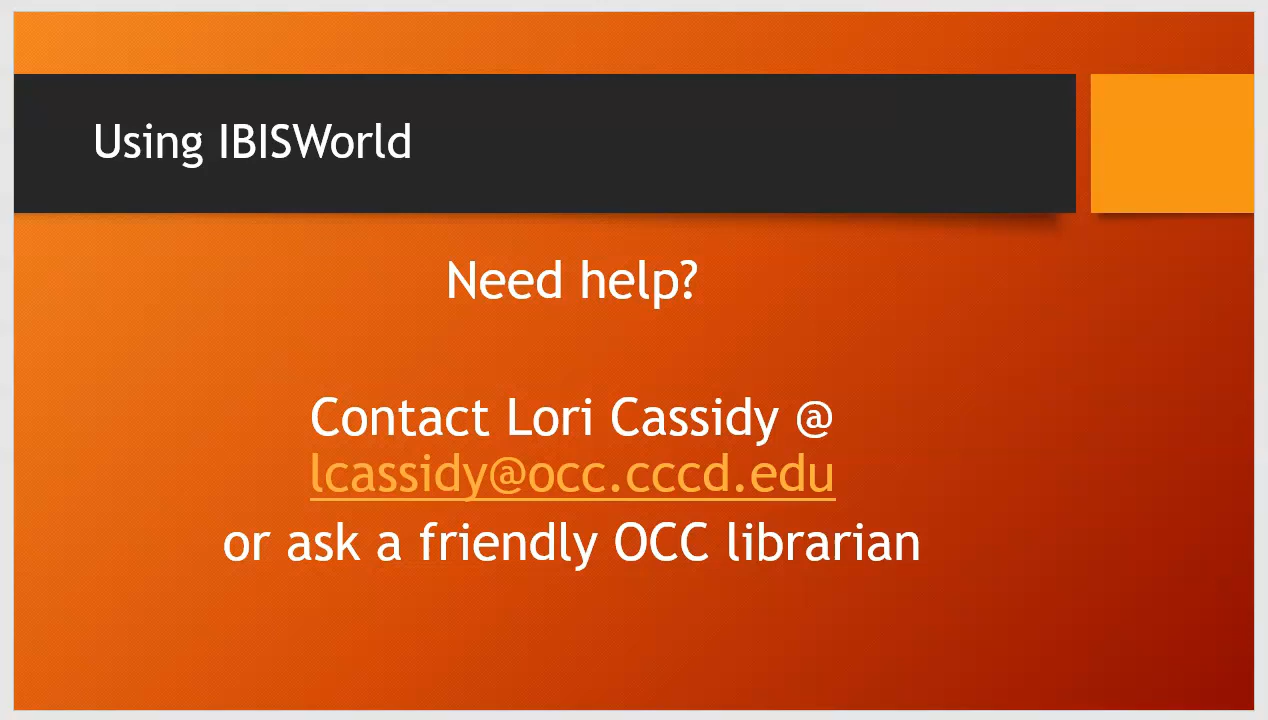 Using IBISWorld
Need help?
Contact Lori Cassidy @
lcassidy@occ.cccd.edu
or ask a friendly OCC librarian